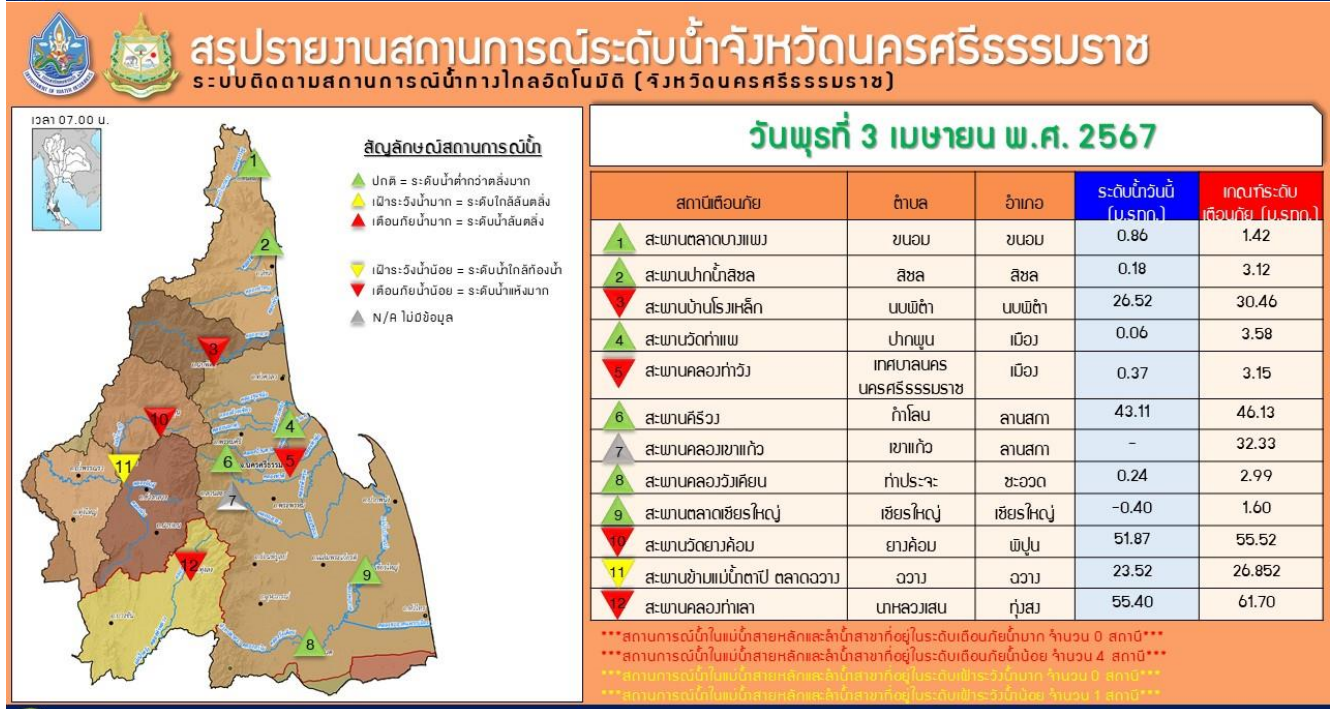 สรุปรายงานสถานการณ์ระดับน้ำจังหวัดนครศรีธรรมราช
ระบบติดตามสถานการณ์น้ำทางไกลอัตโนมัติ (จังหวัดนครศรีธรรมราช)
เวลา 07.00 น.
สัญลักษณ์สถานการณ์น้ำ
ปกติ = ระดับน้ำต่ำกว่าตลิ่งมาก
เฝ้าระวังน้ำมาก = ระดับใกล้ล้นตลิ่ง
เตือนภัยน้ำมาก = ระดับน้ำล้นตลิ่ง
เฝ้าระวังน้ำน้อย = ระดับน้ำใกล้ท้องน้ำ
เตือนภัยน้ำน้อย = ระดับน้ำแห้งมาก
N/A ไม่มีข้อมูล
1
2
3
10
4
11
6
5
7
12
9
8
วันพุธที่ 3 เมษายน พ.ศ. 2567
สถานีเตือนภัย ตำบล อำเภอ ระดับน้ำวันนี้ (ม.รทก.) เกณฑ์ระดับเตือนภัย (ม.รทก.)
1 สะพานตลาดบางแพง ขนอม ขนอม 0.86 1.42
2 สะพานปากน้ำสิชล สิชล สิชล 0.18 3.12
3 สะพานบ้านโรงเหล็ก นบพิตำ นบพิตำ 26.52 30.46
4 สะพานวัดท่าแพ ปากพูน เมือง 0.06 3.58
5 สะพานคลองท่าวัง เทศบาลนครนครศรีธรรมราช เมือง 0.37 3.15
6 สะพานคีรีวง กำโลน ลานสกา 43.11 46.13
7 สะพานคลองเขาแก้ว เขาแก้ว ลานสกา - 32.33
8 สะพานคลองวังเคียน ท่าประจะ ชะอวด 0.24 2.99
9 สะพานตลาดเชียรใหญ่ เชียรใหญ่ เชียรใหญ่ -0.40 1.60
10 สะพานวัดยางค้อม ยางค้อม พิปูน 51.87 55.52
11 สะพานข้ามแม่น้ำตาปี ตลาดฉวาง ฉวาง ฉวาง 23.52 26.852
12 สะพานคลองท่าเลา นาหลวงเสน ทุ่งสง 55.40 61.70
***สถานการณ์น้ำในแม่น้ำสายหลักและลำน้ำสาขาที่อยู่ในระดับเตือนภัยน้ำมาก จำนวน 0 สถานี***
***สถานการณ์น้ำในแม่น้ำสายหลักและลำน้ำสาขาที่อยู่ในระดับเตือนภัยน้ำน้อย จำนวน 4 สถานี***
***สถานการณ์น้ำในแม่น้ำสายหลักและลำน้ำสาขาที่อยู่ในระดับเฝ้าระวังน้ำมาก จำนวน 0 สถานี***
***สถานการณ์น้ำในแม่น้ำสายหลักและลำน้ำสาขาที่อยู่ในระดับเฝ้าระวังน้ำน้อย จำนวน 1 สถานี***